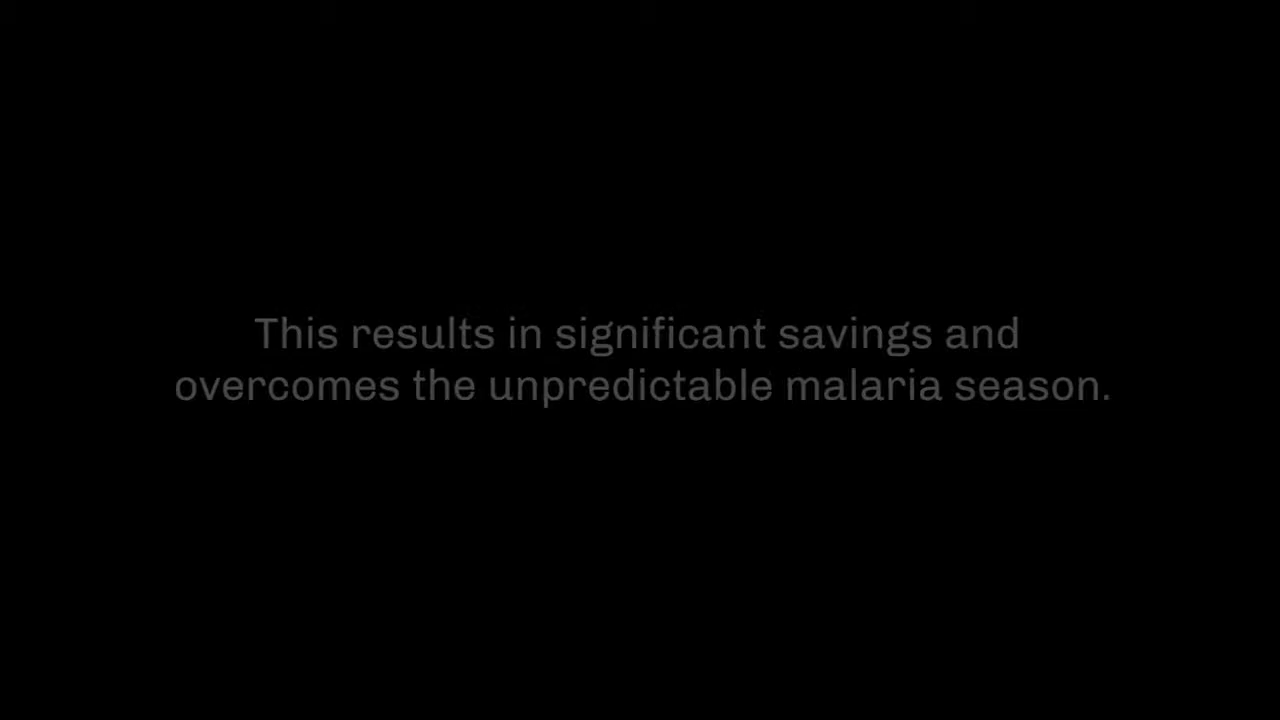 This results in significant savings and
overcomes the unpredictable malaria season.